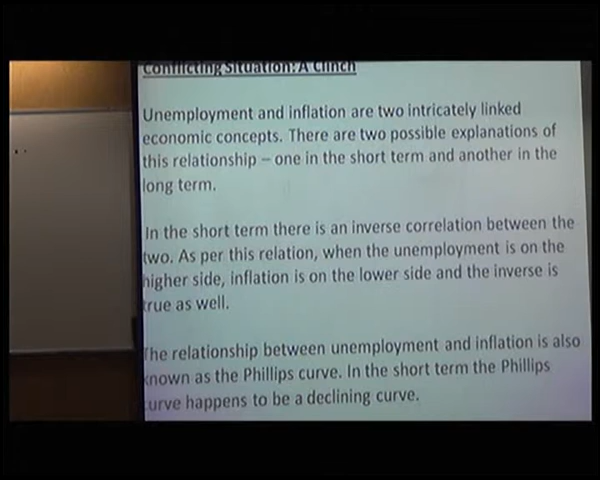 Conflicting Situation: A Clinch
Unemployment and inflation are two intricately linked
economic concepts. There are two possible explanations of
this relationship – one in the short term and another in the
long term.
In the short term there is an inverse correlation between the
two. As per this relation, when the unemployment is on the
higher side, inflation is on the lower side and the inverse is
true as well.
The relationship between unemployment and inflation is also
known as the Phillips curve. In the short term the Phillips
curve happens to be a declining curve.